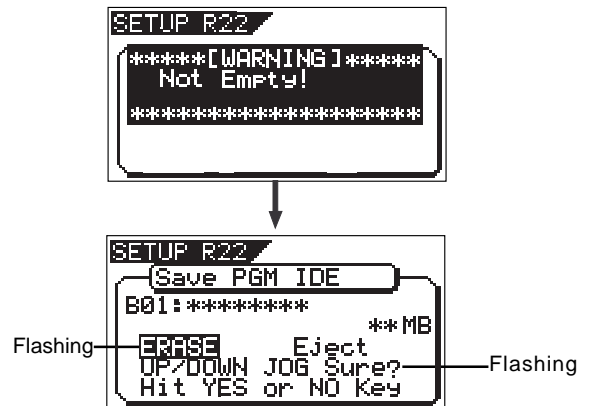 SETUP R22
*****[WARNING]*****
Not Empty!
*******************
SETUP R22
Save PGM IDE
B01:********
**MB
Flashing
ERASE Eject
UP/DOWN JOG Sure?
Flashing
Hit YES or NO Key